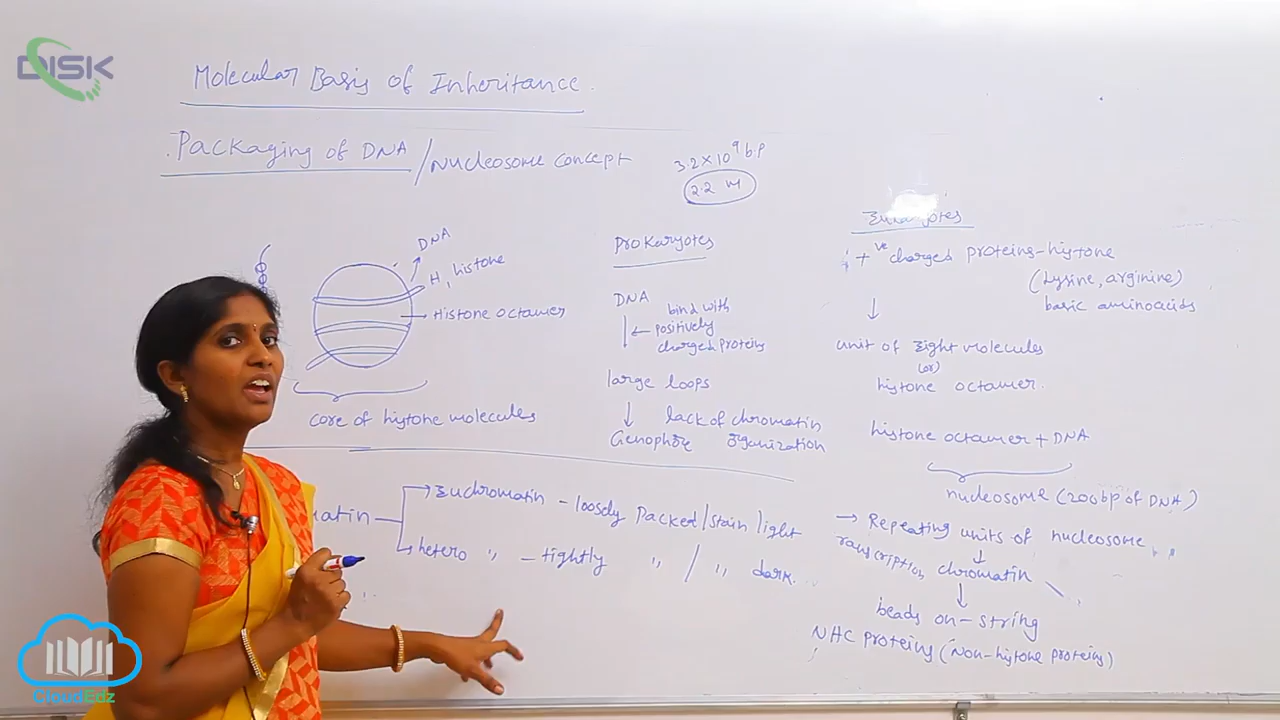 DISK
Molecular Basis of Inheritance.
Packaging of DNA / Nucleosome concept
3.2 × 10⁹ b.p
2.2 m
DNA
H₁ histone
Histone octamer
core of histone molecules
Prokaryotes
DNA
bind with
positively
charged proteins
large loops
lack of chromatin
Genophore organization
Eukaryotes
+ve charged proteins-histone
(Lysine, arginine)
basic aminoacids
unit of Eight molecules
(or)
histone octamer.
histone octamer + DNA
nucleosome (200bp of DNA)
→ Repeating units of nucleosome
transcription, chromatin
beads on-string
NHC proteins (Non-histone proteins)
matin
Euchromatin - loosely Packed / stain light
hetero " - tightly " / " dark.
CloudEdz